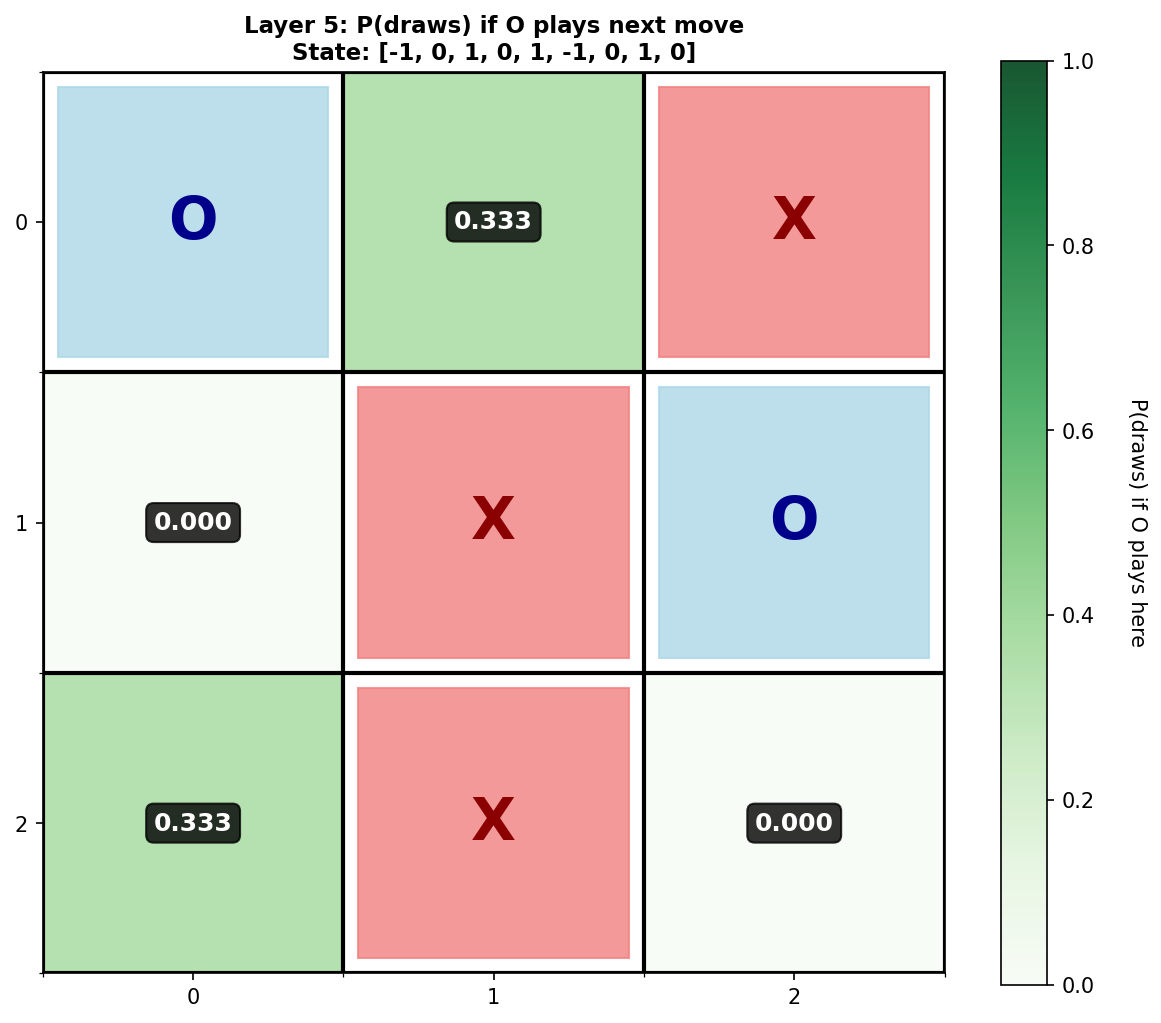 Layer 5: P(draws) if O plays next move
State: [-1, 0, 1, 0, 1, -1, 0, 1, 0]
0
O
0.333
X
1
0.000
X
O
2
0.333
X
0.000
0
1
2
1.0
0.8
0.6
0.4
0.2
0.0
P(draws) if O plays here